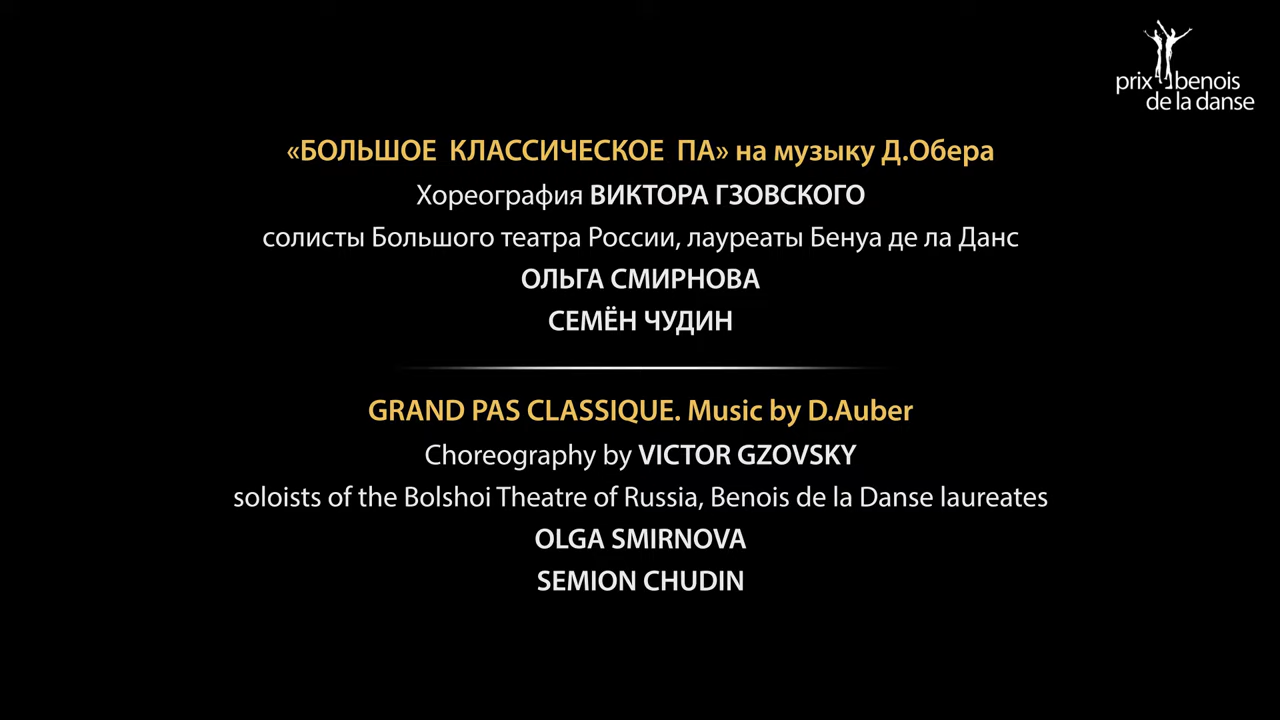 prix benois
de la danse
«БОЛЬШОЕ КЛАССИЧЕСКОЕ ПА» на музыку Д.Обера
Хореография ВИКТОРА ГЗОВСКОГО
солисты Большого театра России, лауреаты Бенуа де ла Данс
ОЛЬГА СМИРНОВА
СЕМЁН ЧУДИН
GRAND PAS CLASSIQUE. Music by D.Auber
Choreography by VICTOR GZOVSKY
soloists of the Bolshoi Theatre of Russia, Benois de la Danse laureates
OLGA SMIRNOVA
SEMION CHUDIN